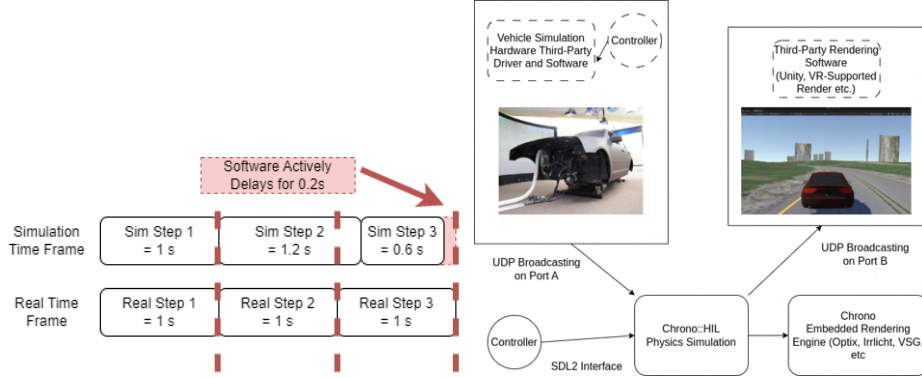 Software Actively
Delays for 0.2s
Simulation
Time Frame
Sim Step 1
= 1 s
Sim Step 2
= 1.2 s
Sim Step 3
= 0.6 s
Real Time
Frame
Real Step 1
= 1 s
Real Step 2
= 1 s
Real Step 3
= 1 s
Vehicle Simulation
Hardware Third-Party
Driver and Software
Controller
Third-Party Rendering
Software
(Unity, VR-Supported
Render etc.)
UDP Broadcasting
on Port A
UDP Broadcasting
on Port B
Controller
SDL2 Interface
Chrono::HIL
Physics Simulation
Chrono
Embedded Rendering
Engine (Optix, Irrlicht, VSG,
etc